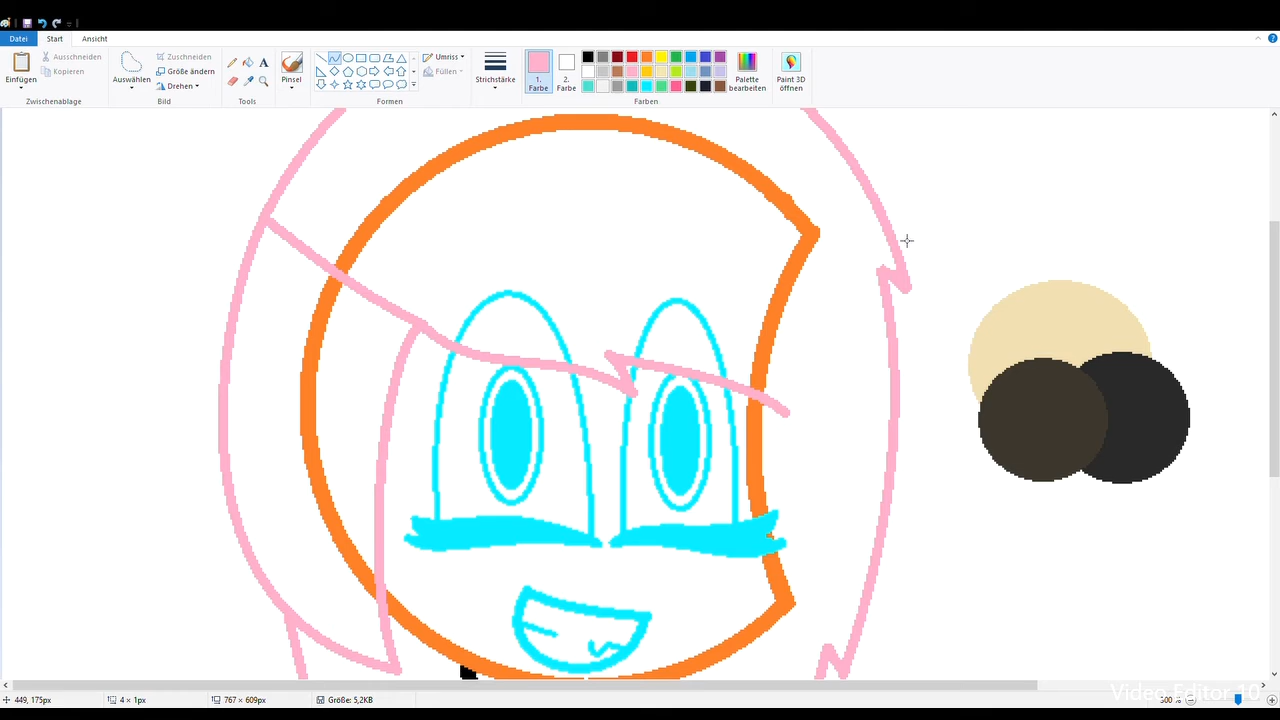 Datei Start Ansicht
Einfügen Ausschneiden Kopieren Auswählen Zuschneiden Größe ändern Drehen Pinsel Umriss Füllen Strichstärke 1. Farbe 2. Farbe Palette bearbeiten Paint 3D öffnen
Zwischenablage Bild Tools Formen Farben
449, 175px 4 × 1px 767 × 609px Größe: 5,2KB 500 %
Video Editor 10